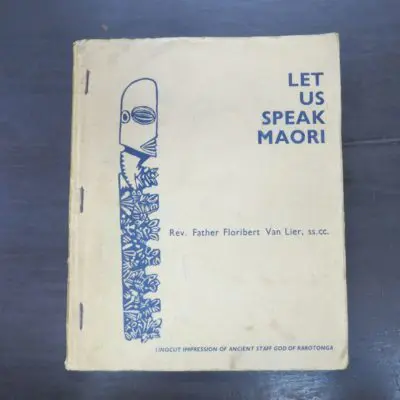 LET
US
SPEAK
MAORI
Rev. Father Floribert Van Lier, ss.cc.
LINOCUT IMPRESSION OF ANCIENT STAFF GOD OF RAROTONGA